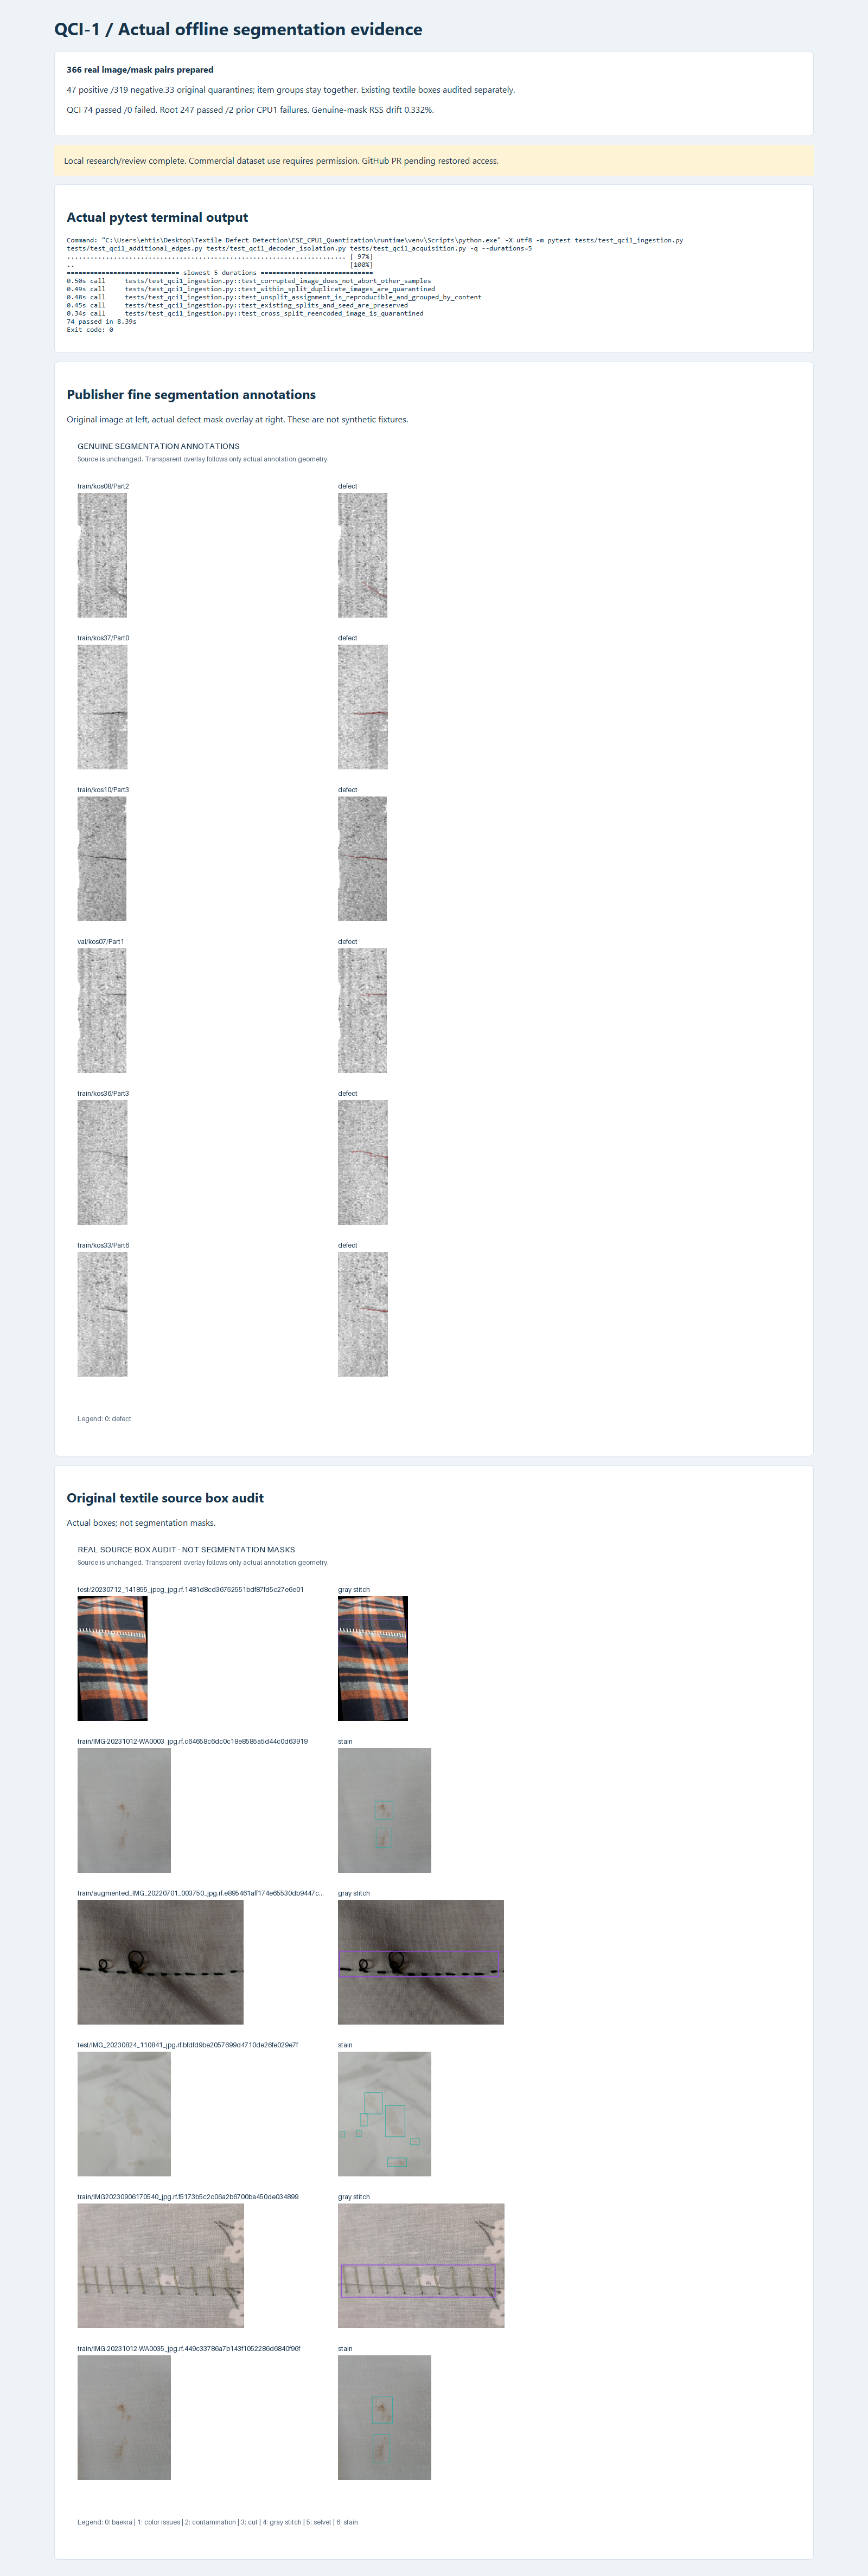 QCI-1 / Actual offline segmentation evidence
366 real image/mask pairs prepared
47 positive /319 negative.33 original quarantines; item groups stay together. Existing textile boxes audited separately.
QCI 74 passed /0 failed. Root 247 passed /2 prior CPU1 failures. Genuine-mask RSS drift 0.332%.
Local research/review complete. Commercial dataset use requires permission. GitHub PR pending restored access.
Actual pytest terminal output
Command: "C:\Users\ehtis\Desktop\Textile Defect Detection\ESE_CPU1_Quantization\runtime\venv\Scripts\python.exe" -X utf8 -m pytest tests/test_qci1_ingestion.py
tests/test_qci1_additional_edges.py tests/test_qci1_decoder_isolation.py tests/test_qci1_acquisition.py -q --durations=5
........................................................................ [ 97%]
.. [100%]
============================ slowest 5 durations ============================
0.50s call tests/test_qci1_ingestion.py::test_corrupted_image_does_not_abort_other_samples
0.49s call tests/test_qci1_ingestion.py::test_within_split_duplicate_images_are_quarantined
0.48s call tests/test_qci1_ingestion.py::test_unsplit_assignment_is_reproducible_and_grouped_by_content
0.45s call tests/test_qci1_ingestion.py::test_existing_splits_and_seed_are_preserved
0.34s call tests/test_qci1_ingestion.py::test_cross_split_reencoded_image_is_quarantined
74 passed in 8.39s
Exit code: 0
Publisher fine segmentation annotations
Original image at left, actual defect mask overlay at right. These are not synthetic fixtures.
GENUINE SEGMENTATION ANNOTATIONS
Source is unchanged. Transparent overlay follows only actual annotation geometry.
train/kos08/Part2 defect
train/kos37/Part0 defect
train/kos10/Part3 defect
val/kos07/Part1 defect
train/kos36/Part3 defect
train/kos33/Part6 defect
Legend: 0: defect
Original textile source box audit
Actual boxes; not segmentation masks.
REAL SOURCE BOX AUDIT - NOT SEGMENTATION MASKS
Source is unchanged. Transparent overlay follows only actual annotation geometry.
test/20230712_141855_jpeg_jpg.rf.1481d8cd36752551bdf87fd5c27e6e01 gray stitch
train/IMG-20231012-WA0003_jpg.rf.c64658c6dc0c18e8585a5d44c0d63919 stain
train/augmented_IMG_20220701_003750_jpg.rf.e895461aff174e65530db9447c... gray stitch
test/IMG_20230824_110841_jpg.rf.bfdfd9be2057699d4710de26fe029e7f stain
train/IMG20230906170540_jpg.rf.f5173b5c2c06a2b6700ba450de034899 gray stitch
train/IMG-20231012-WA0035_jpg.rf.449c33786a7b143f1052286d6840f96f stain
Legend: 0: baekra | 1: color issues | 2: contamination | 3: cut | 4: gray stitch | 5: selvet | 6: stain